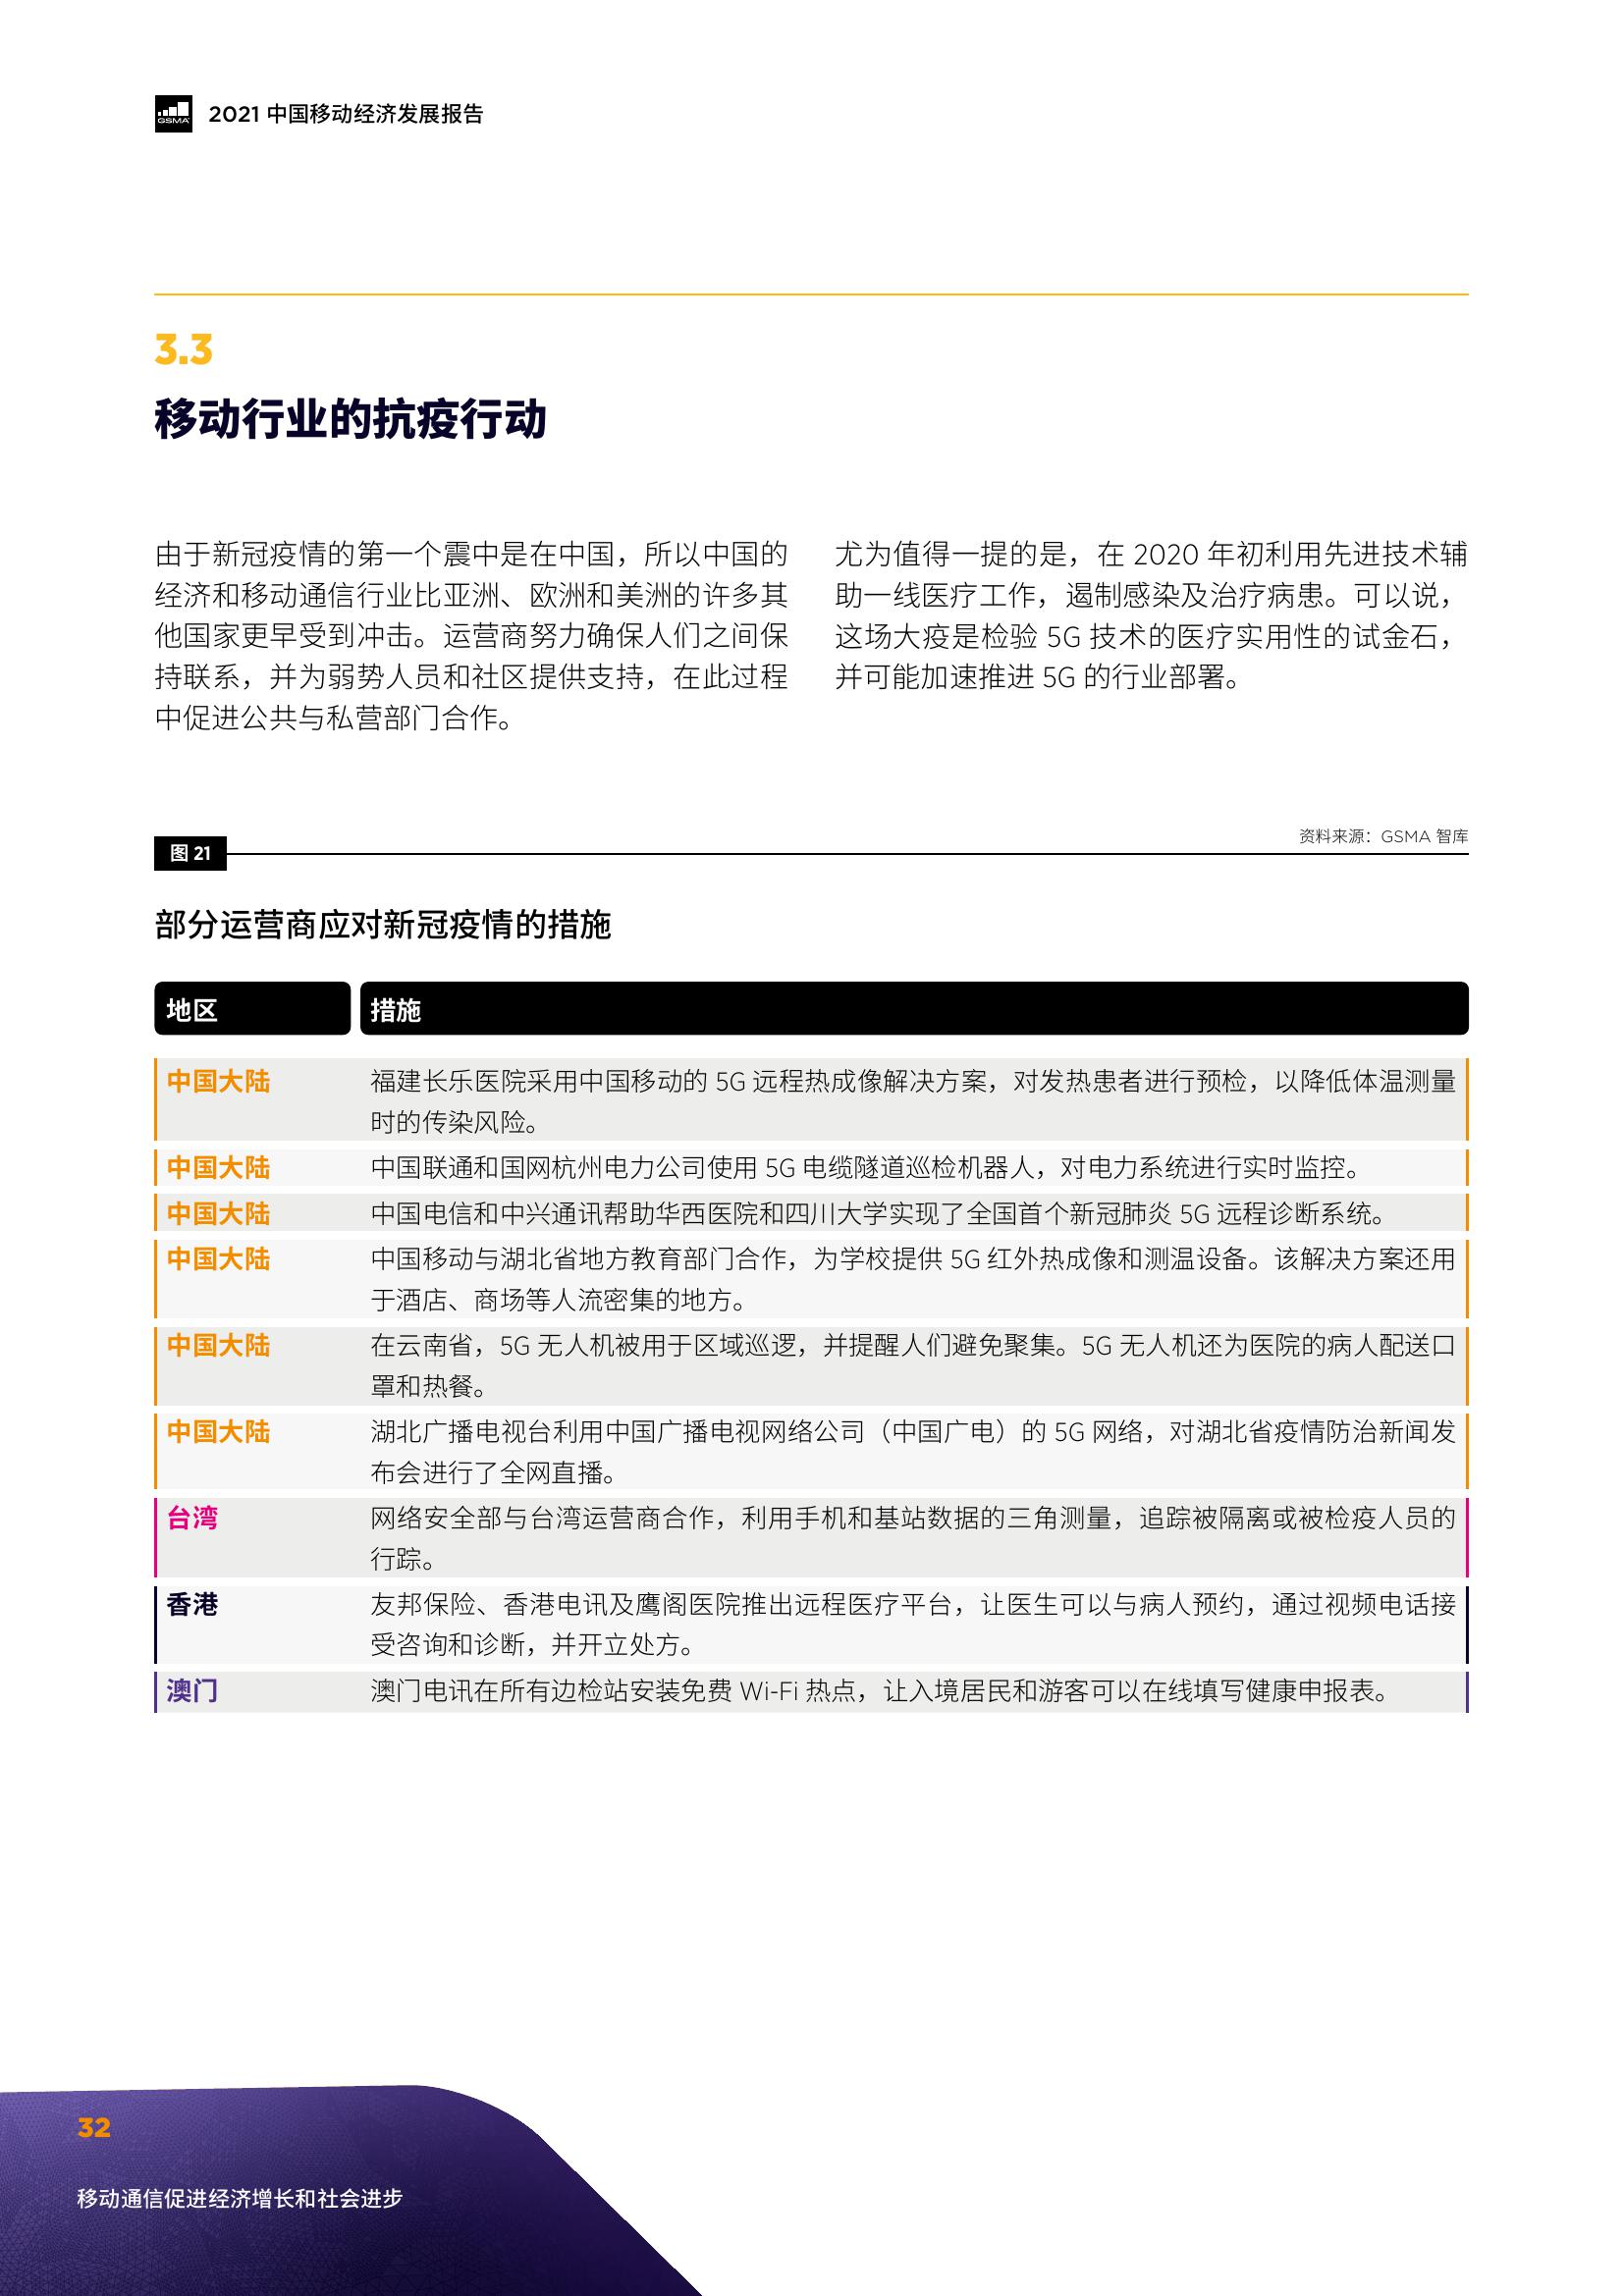 GSMA
2021 中国移动经济发展报告
3.3
移动行业的抗疫行动
由于新冠疫情的第一个震中是在中国，所以中国的
经济和移动通信行业比亚洲、欧洲和美洲的许多其
他国家更早受到冲击。运营商努力确保人们之间保
持联系，并为弱势人员和社区提供支持，在此过程
中促进公共与私营部门合作。
尤为值得一提的是，在 2020 年初利用先进技术辅
助一线医疗工作，遏制感染及治疗病患。可以说，
这场大疫是检验 5G 技术的医疗实用性的试金石，
并可能加速推进 5G 的行业部署。
资料来源：GSMA 智库
图 21
部分运营商应对新冠疫情的措施
地区 措施
中国大陆 福建长乐医院采用中国移动的 5G 远程热成像解决方案，对发热患者进行预检，以降低体温测量
时的传染风险。
中国大陆 中国联通和国网杭州电力公司使用 5G 电缆隧道巡检机器人，对电力系统进行实时监控。
中国大陆 中国电信和中兴通讯帮助华西医院和四川大学实现了全国首个新冠肺炎 5G 远程诊断系统。
中国大陆 中国移动与湖北省地方教育部门合作，为学校提供 5G 红外热成像和测温设备。该解决方案还用
于酒店、商场等人流密集的地方。
中国大陆 在云南省，5G 无人机被用于区域巡逻，并提醒人们避免聚集。5G 无人机还为医院的病人配送口
罩和热餐。
中国大陆 湖北广播电视台利用中国广播电视网络公司（中国广电）的 5G 网络，对湖北省疫情防治新闻发
布会进行了全网直播。
台湾 网络安全部与台湾运营商合作，利用手机和基站数据的三角测量，追踪被隔离或被检疫人员的
行踪。
香港 友邦保险、香港电讯及鹰阁医院推出远程医疗平台，让医生可以与病人预约，通过视频电话接
受咨询和诊断，并开立处方。
澳门 澳门电讯在所有边检站安装免费 Wi-Fi 热点，让入境居民和游客可以在线填写健康申报表。
32
移动通信促进经济增长和社会进步